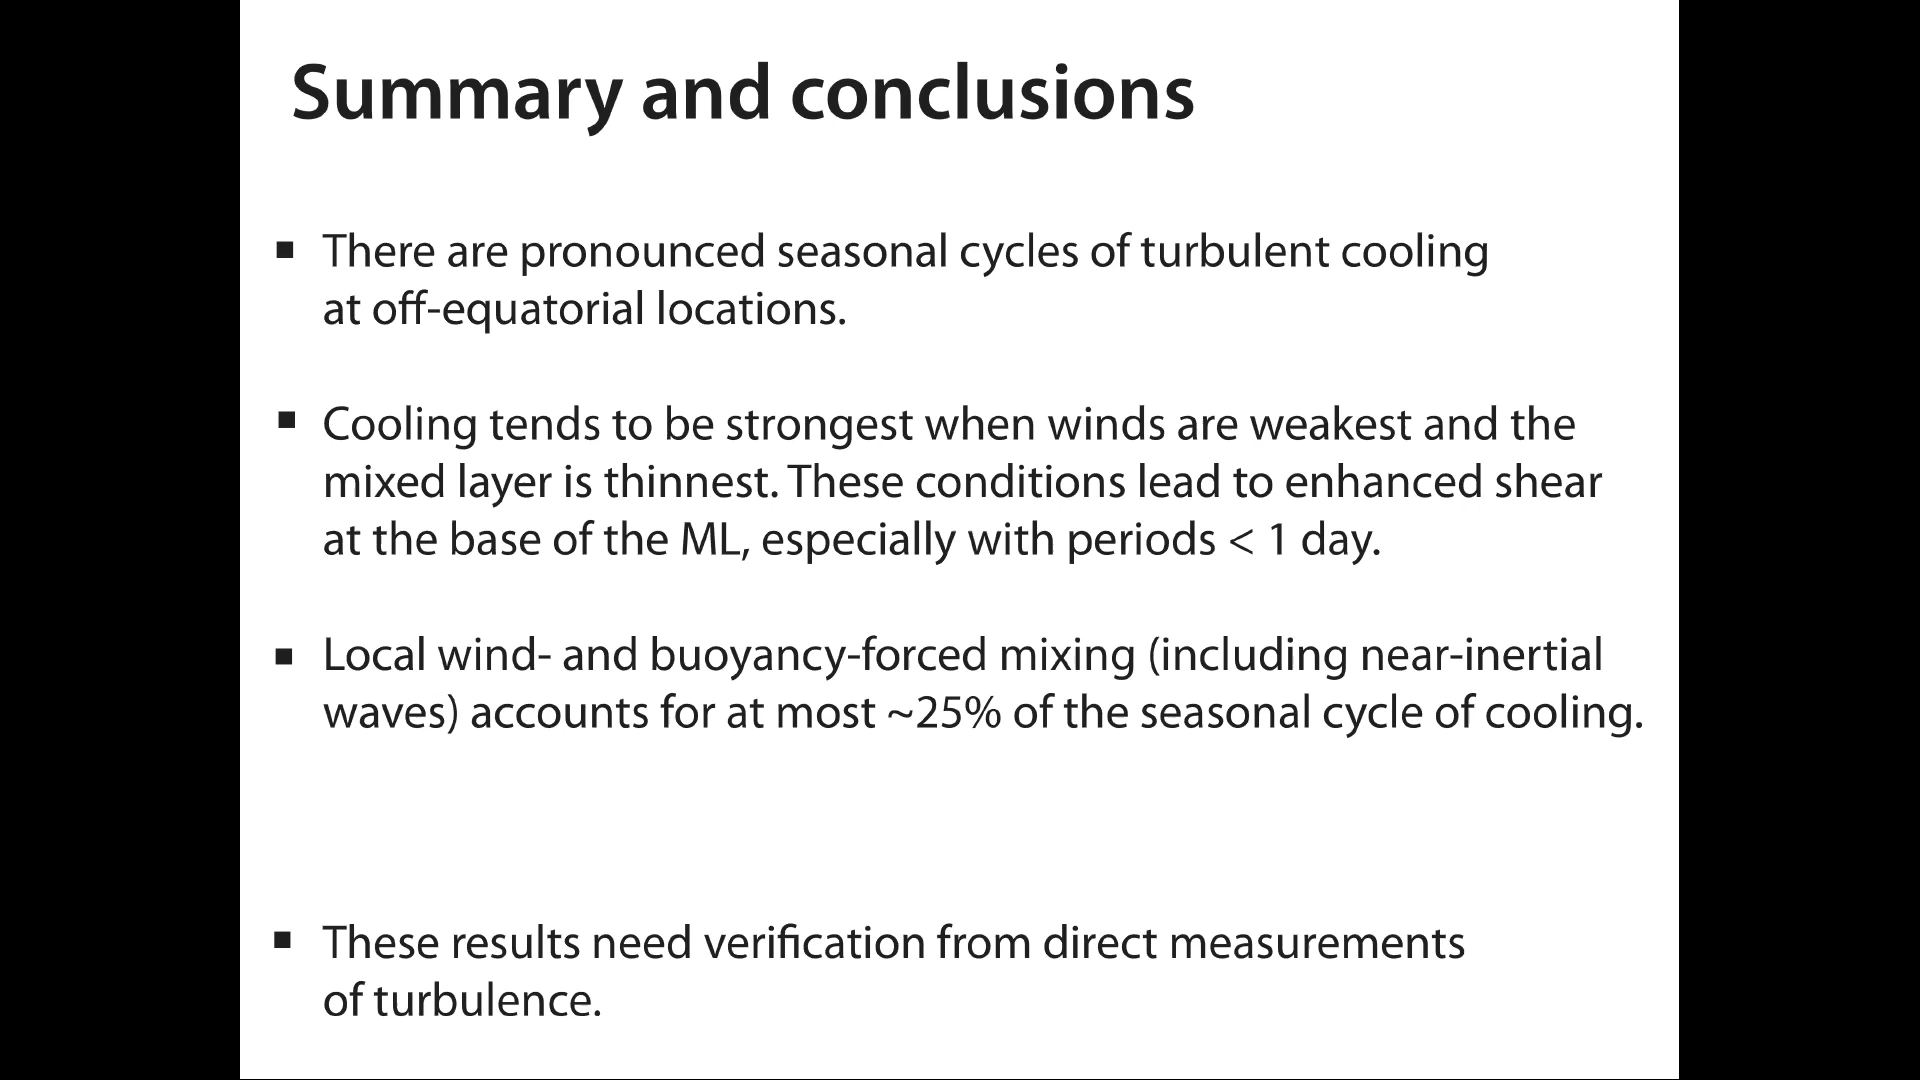 Summary and conclusions
▪ There are pronounced seasonal cycles of turbulent cooling
at off-equatorial locations.
▪ Cooling tends to be strongest when winds are weakest and the
mixed layer is thinnest. These conditions lead to enhanced shear
at the base of the ML, especially with periods < 1 day.
▪ Local wind- and buoyancy-forced mixing (including near-inertial
waves) accounts for at most ~25% of the seasonal cycle of cooling.
▪ These results need verification from direct measurements
of turbulence.